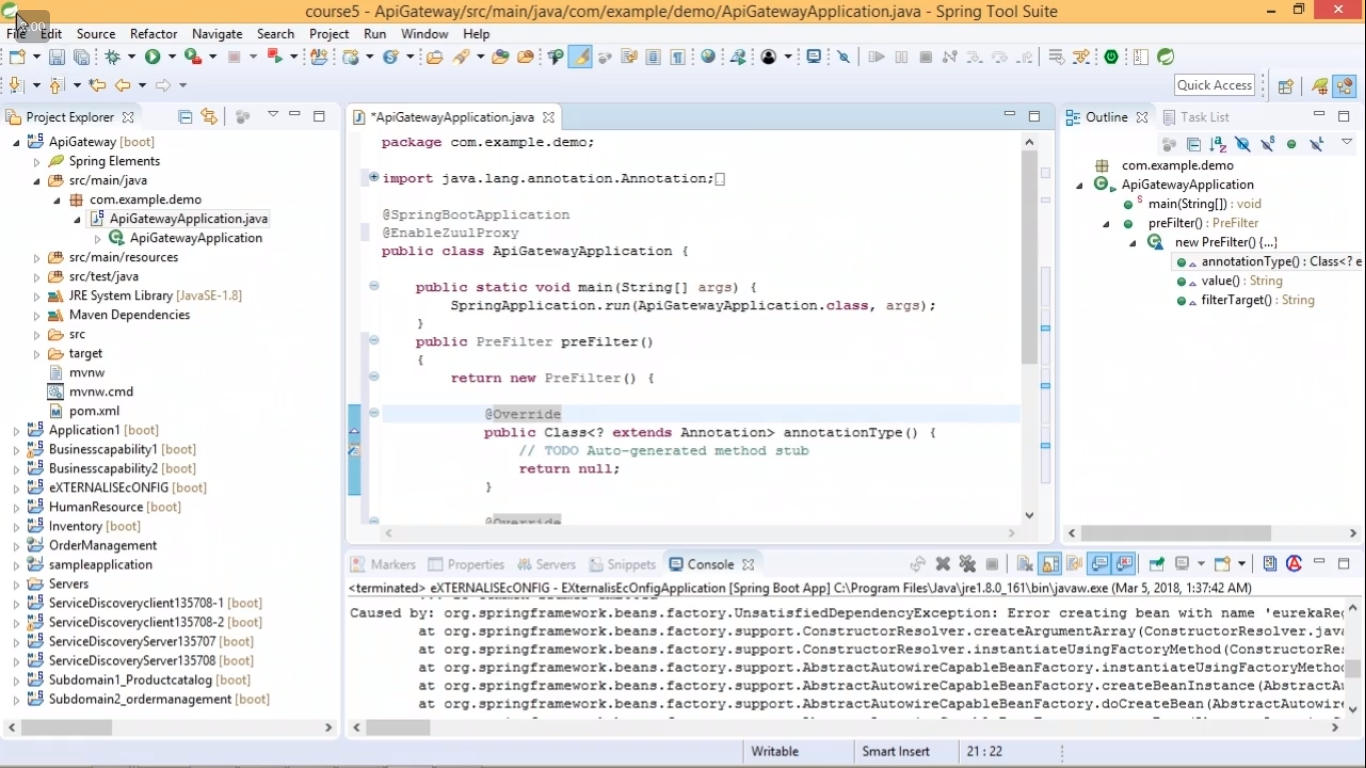 course5 - ApiGateway/src/main/java/com/example/demo/ApiGatewayApplication.java - Spring Tool Suite
File Edit Source Refactor Navigate Search Project Run Window Help
Quick Access
Project Explorer
ApiGateway [boot]
Spring Elements
src/main/java
com.example.demo
ApiGatewayApplication.java
ApiGatewayApplication
src/main/resources
src/test/java
JRE System Library [JavaSE-1.8]
Maven Dependencies
src
target
mvnw
mvnw.cmd
pom.xml
Application1 [boot]
Businesscapability1 [boot]
Businesscapability2 [boot]
eXTERNALISEcONFIG [boot]
HumanResource [boot]
Inventory [boot]
OrderManagement
sampleapplication
Servers
ServiceDiscoveryclient135708-1 [boot]
ServiceDiscoveryclient135708-2 [boot]
ServiceDiscoveryServer135707 [boot]
ServiceDiscoveryServer135708 [boot]
Subdomain1_Productcatalog [boot]
Subdomain2_ordermanagement [boot]
*ApiGatewayApplication.java
package com.example.demo;
import java.lang.annotation.Annotation;
@SpringBootApplication
@EnableZuulProxy
public class ApiGatewayApplication {
public static void main(String[] args) {
SpringApplication.run(ApiGatewayApplication.class, args);
}
public PreFilter preFilter()
{
return new PreFilter() {
@Override
public Class<? extends Annotation> annotationType() {
// TODO Auto-generated method stub
return null;
}
@Override
Outline Task List
com.example.demo
ApiGatewayApplication
main(String[]) : void
preFilter() : PreFilter
new PreFilter() {...}
annotationType() : Class<? e
value() : String
filterTarget() : String
Markers Properties Servers Snippets Console
<terminated> eXTERNALISEcONFIG - EXternalisEcOnfigApplication [Spring Boot App] C:\Program Files\Java\jre1.8.0_161\bin\javaw.exe (Mar 5, 2018, 1:37:42 AM)
Caused by: org.springframework.beans.factory.UnsatisfiedDependencyException: Error creating bean with name 'eurekaReg
at org.springframework.beans.factory.support.ConstructorResolver.createArgumentArray(ConstructorResolver.java
at org.springframework.beans.factory.support.ConstructorResolver.instantiateUsingFactoryMethod(ConstructorRes
at org.springframework.beans.factory.support.AbstractAutowireCapableBeanFactory.instantiateUsingFactoryMethod
at org.springframework.beans.factory.support.AbstractAutowireCapableBeanFactory.createBeanInstance(AbstractAu
at org.springframework.beans.factory.support.AbstractAutowireCapableBeanFactory.doCreateBean(AbstractAutowire
Writable Smart Insert 21 : 22